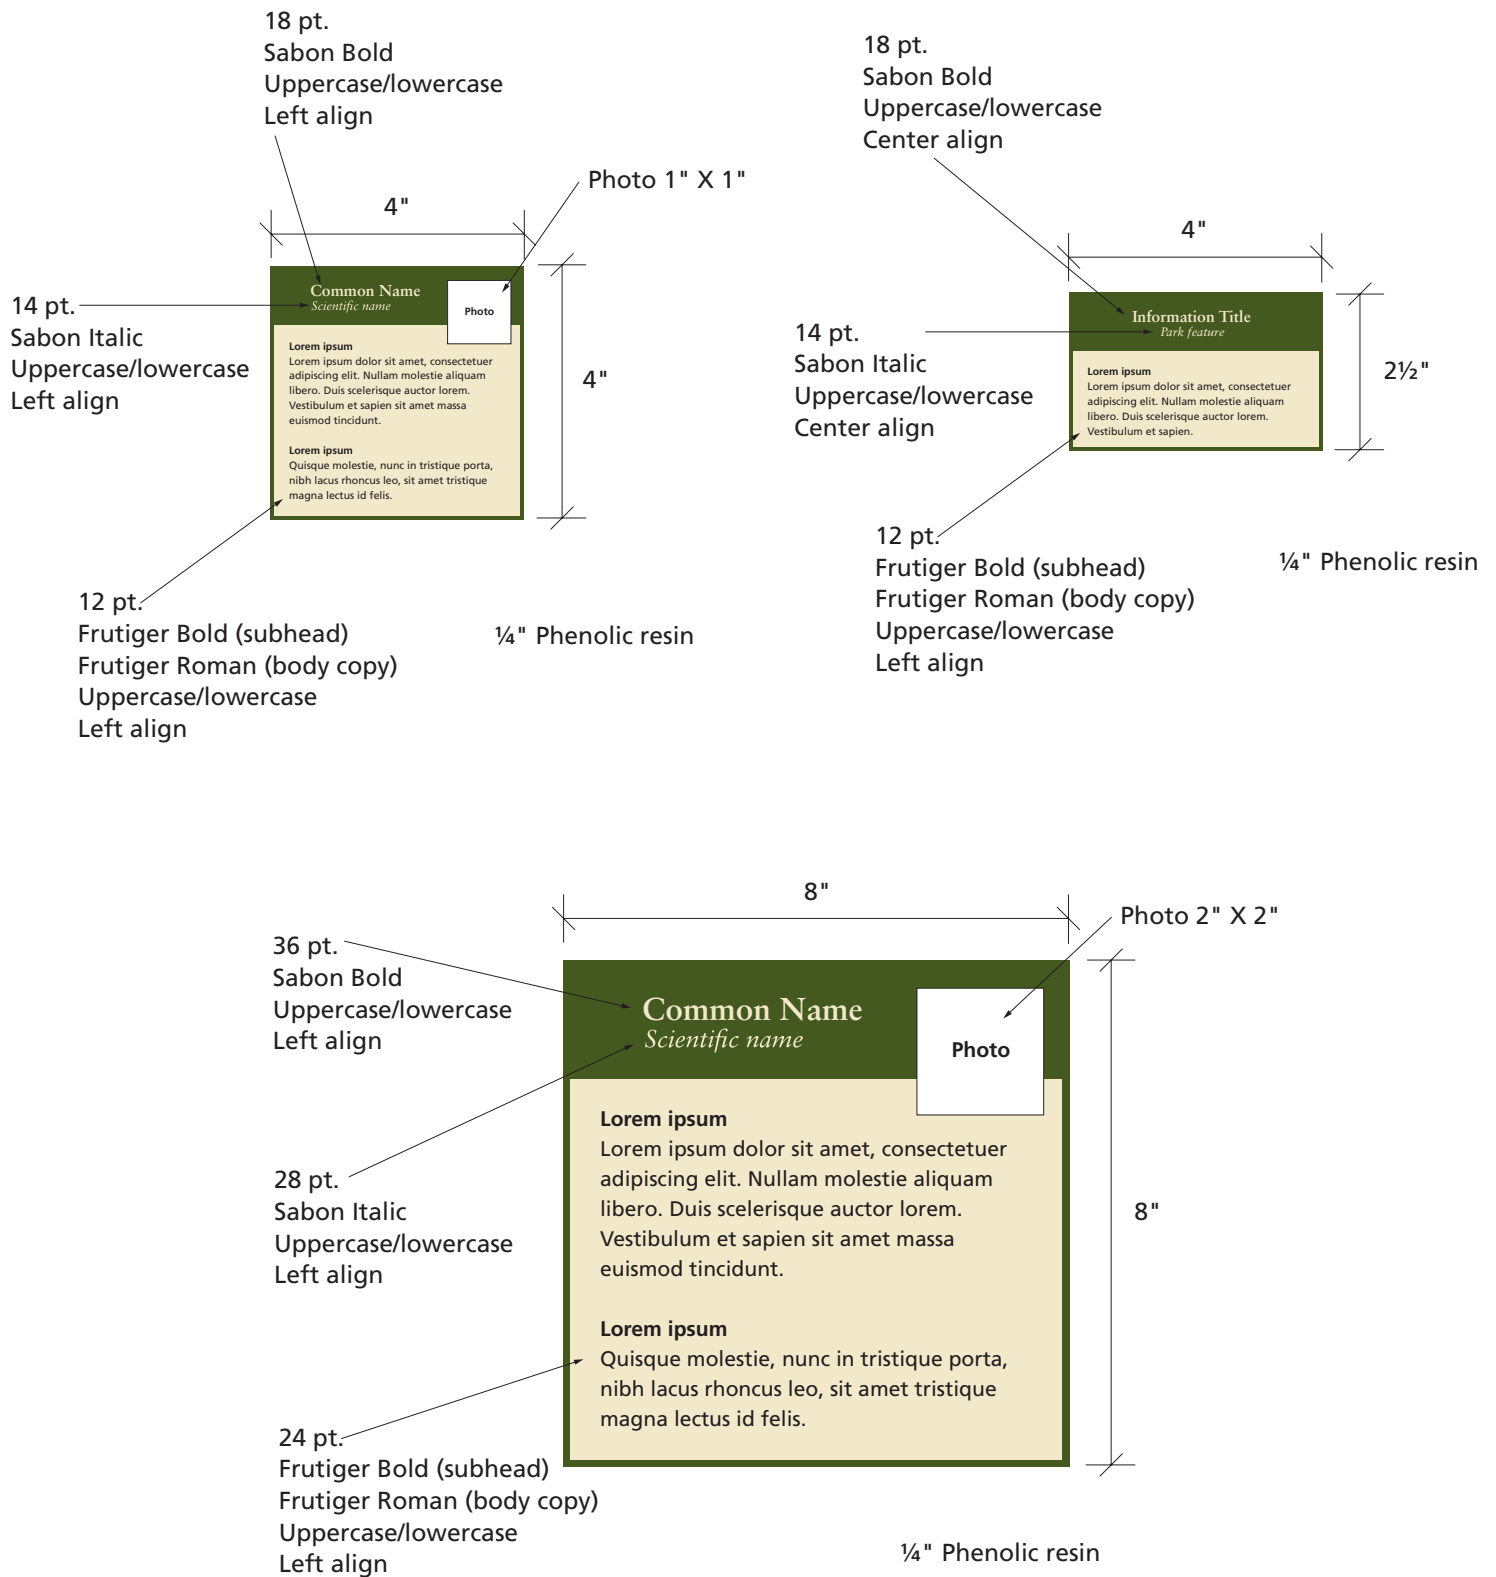 18 pt.
Sabon Bold
Uppercase/lowercase
Left align
Photo 1" X 1"
4"
14 pt.
Sabon Italic
Uppercase/lowercase
Left align
Common Name
Scientific name
Photo
Lorem ipsum
Lorem ipsum dolor sit amet, consectetuer
adipiscing elit. Nullam molestie aliquam
libero. Duis scelerisque auctor lorem.
Vestibulum et sapien sit amet massa
euismod tincidunt.
Lorem ipsum
Quisque molestie, nunc in tristique porta,
nibh lacus rhoncus leo, sit amet tristique
magna lectus id felis.
4"
12 pt.
Frutiger Bold (subhead)
Frutiger Roman (body copy)
Uppercase/lowercase
Left align
¼" Phenolic resin
18 pt.
Sabon Bold
Uppercase/lowercase
Center align
4"
14 pt.
Sabon Italic
Uppercase/lowercase
Center align
Information Title
Park feature
Lorem ipsum
Lorem ipsum dolor sit amet, consectetuer
adipiscing elit. Nullam molestie aliquam
libero. Duis scelerisque auctor lorem.
Vestibulum et sapien.
2½"
12 pt.
Frutiger Bold (subhead)
Frutiger Roman (body copy)
Uppercase/lowercase
Left align
¼" Phenolic resin
8"
Photo 2" X 2"
36 pt.
Sabon Bold
Uppercase/lowercase
Left align
Common Name
Scientific name
Photo
28 pt.
Sabon Italic
Uppercase/lowercase
Left align
Lorem ipsum
Lorem ipsum dolor sit amet, consectetuer
adipiscing elit. Nullam molestie aliquam
libero. Duis scelerisque auctor lorem.
Vestibulum et sapien sit amet massa
euismod tincidunt.
Lorem ipsum
Quisque molestie, nunc in tristique porta,
nibh lacus rhoncus leo, sit amet tristique
magna lectus id felis.
8"
24 pt.
Frutiger Bold (subhead)
Frutiger Roman (body copy)
Uppercase/lowercase
Left align
¼" Phenolic resin